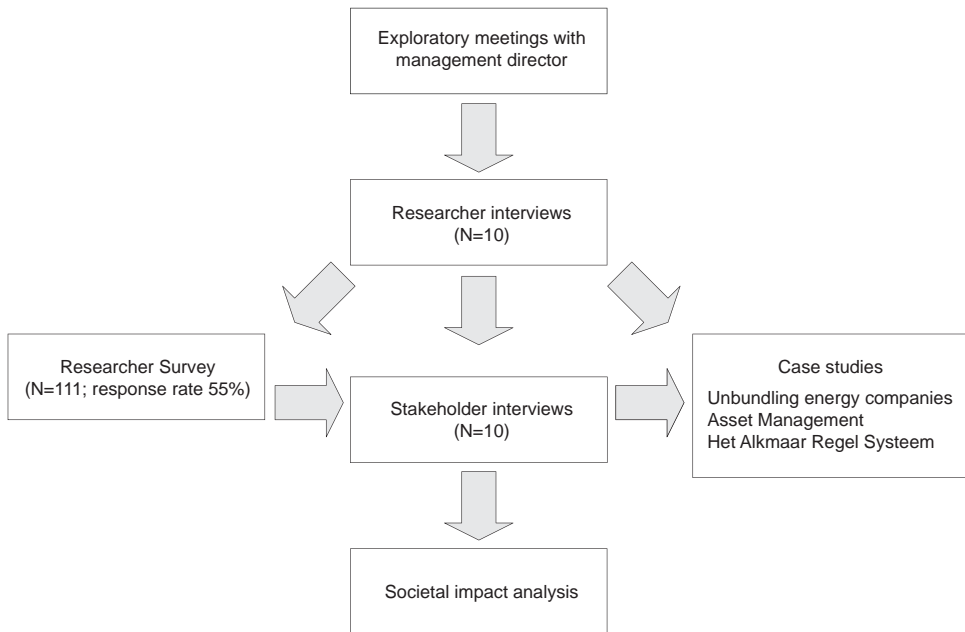 Exploratory meetings with
management director
Researcher interviews
(N=10)
Researcher Survey
(N=111; response rate 55%)
Stakeholder interviews
(N=10)
Case studies
Unbundling energy companies
Asset Management
Het Alkmaar Regel Systeem
Societal impact analysis